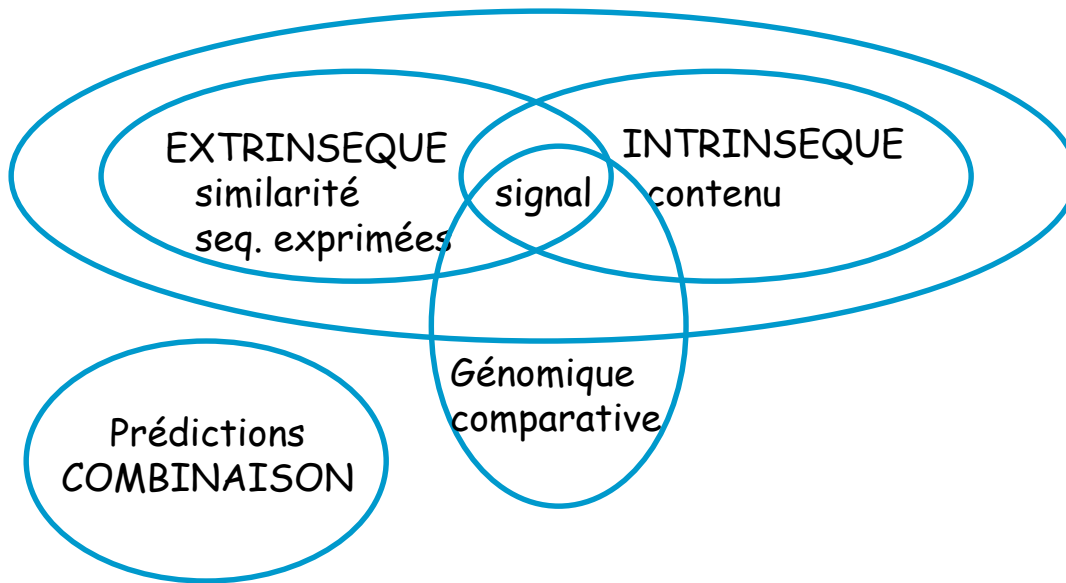 EXTRINSEQUE
similarité
seq. exprimées
signal
INTRINSEQUE
contenu
Génomique
comparative
Prédictions
COMBINAISON